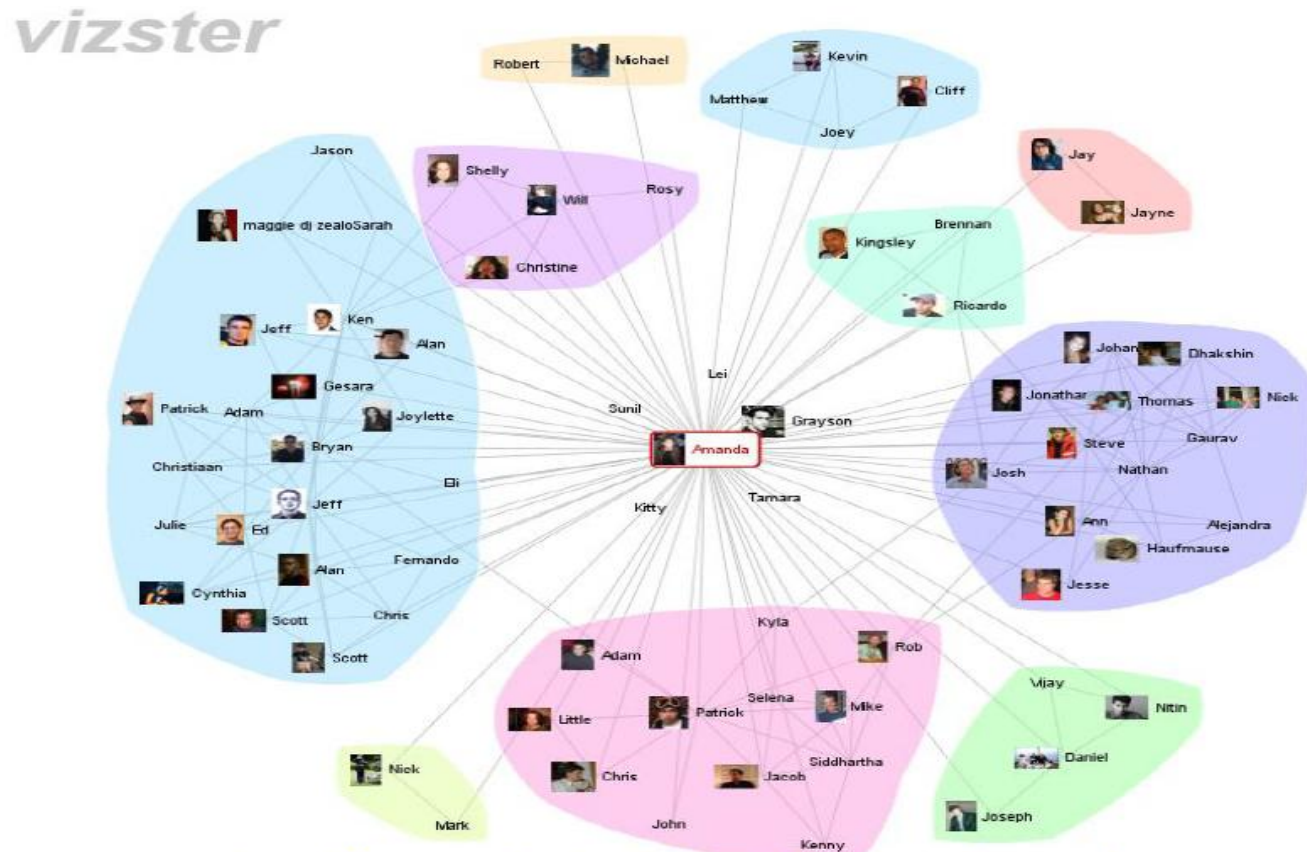 vizster
Robert
Michael
Kevin
Cliff
Matthew
Joey
Jason
Shelly
Will
Rosy
Christine
Jay
Jayne
maggie dj zealoSarah
Brennan
Kingsley
Ricardo
Jeff
Ken
Alan
Johan
Dhakshin
Lei
Gesara
Jonathar
Thomas
Nick
Patrick
Adam
Joylette
Sunil
Grayson
Bryan
Amanda
Steve
Gaurav
Christiaan
Josh
Nathan
Eli
Jeff
Kitty
Tamara
Julie
Ed
Ann
Alejandra
Haufmause
Alan
Fernando
Jesse
Cynthia
Scott
Chris
Kyla
Scott
Adam
Rob
Vijay
Nitin
Selena
Little
Patrick
Mike
Daniel
Nick
Chris
Jacob
Siddhartha
Mark
John
Kenny
Joseph